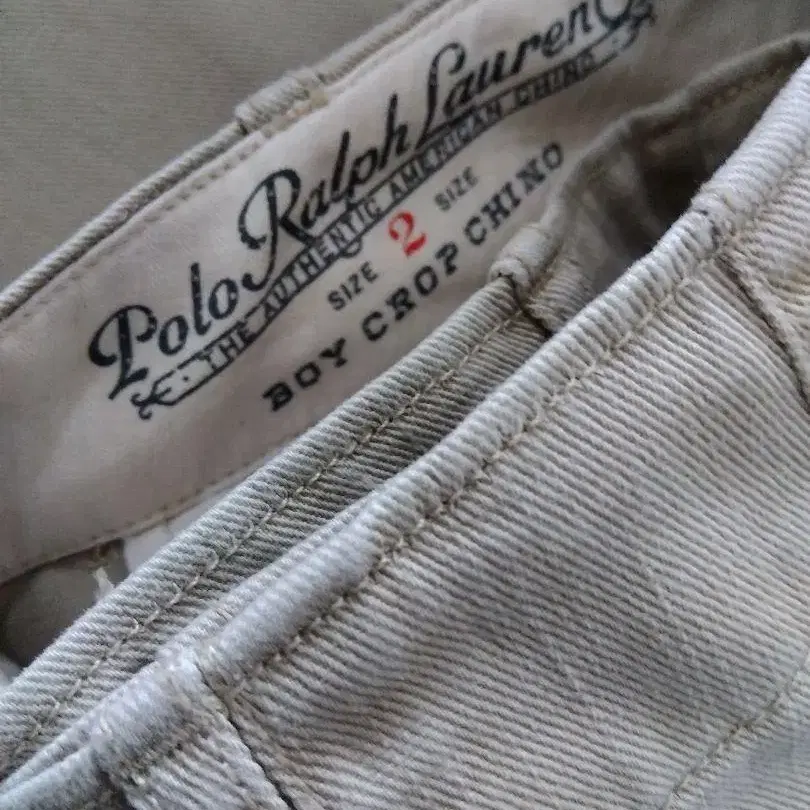 Polo Ralph Lauren
THE AUTHENTIC AMERICAN CHINO
SIZE 2 SIZE
BOY CROP CHINO